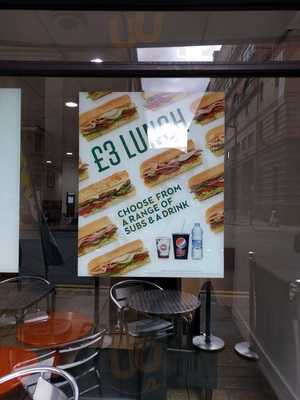 £3 LUNCH
CHOOSE FROM
A RANGE OF
SUBS & A DRINK